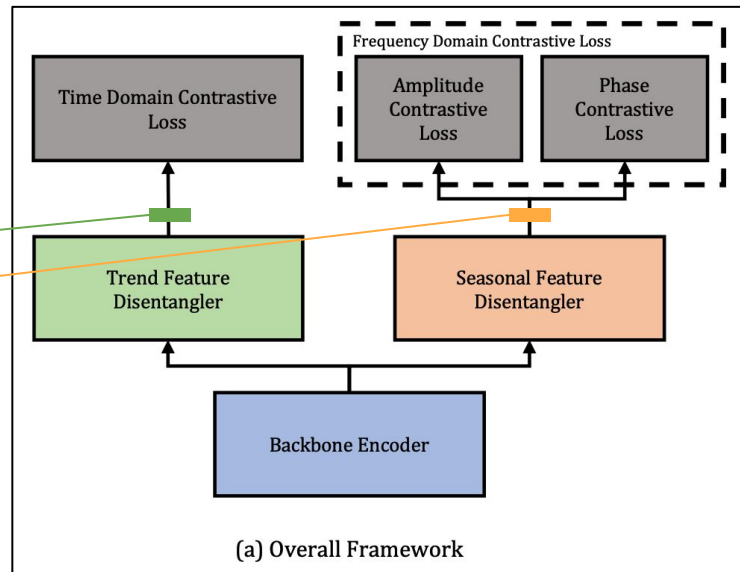 Frequency Domain Contrastive Loss
Time Domain Contrastive
Loss
Amplitude
Contrastive
Loss
Phase
Contrastive
Loss
Trend Feature
Disentangler
Seasonal Feature
Disentangler
Backbone Encoder
(a) Overall Framework